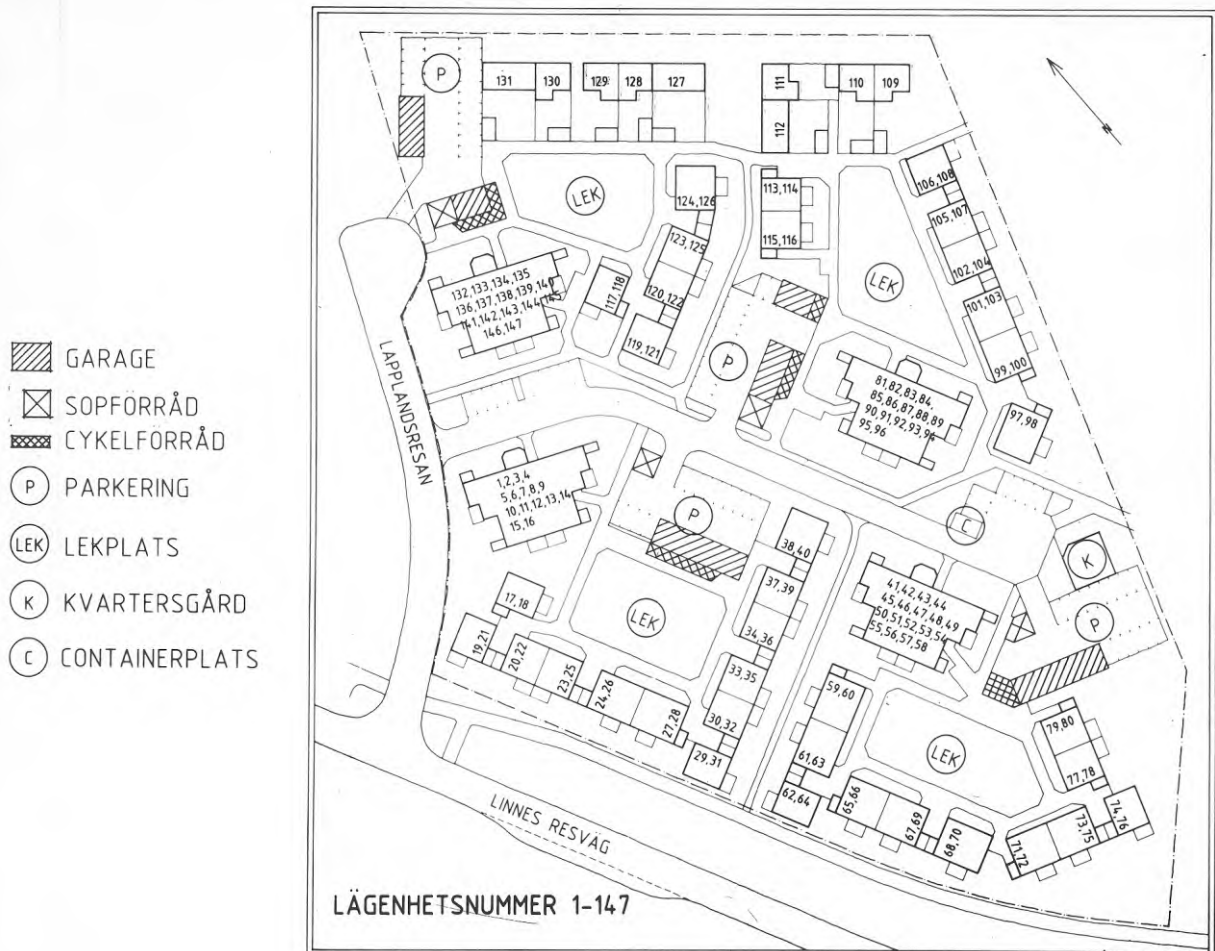 GARAGE
SOPFÖRRÅD
CYKELFÖRRÅD
P PARKERING
LEK LEKPLATS
K KVARTERSGÅRD
C CONTAINERPLATS
P
131
130
129
128
127
111
112
110
109
N
LEK
124,126
123,125
120,122
119,121
117,118
113,114
115,116
106,108
105,107
102,104
101,103
99,100
97,98
LEK
132,133,134,135
136,137,138,139,140
141,142,143,144,145
146,147
P
81,82,83,84,
85,86,87,88,89
90,91,92,93,94
95,96
LAPPLANDSRESAN
1,2,3,4
5,6,7,8,9
10,11,12,13,14
15,16
P
C
K
P
38,40
37,39
34,36
33,35
30,32
29,31
41,42,43,44
45,46,47,48,49
50,51,52,53,54
55,56,57,58
LEK
17,18
19,21
20,22
23,25
24,26
27,28
59,60
61,63
62,64
65,66
67,69
68,70
71,72
73,75
74,76
77,78
79,80
LEK
LINNES RESVÄG
LÄGENHETSNUMMER 1-147